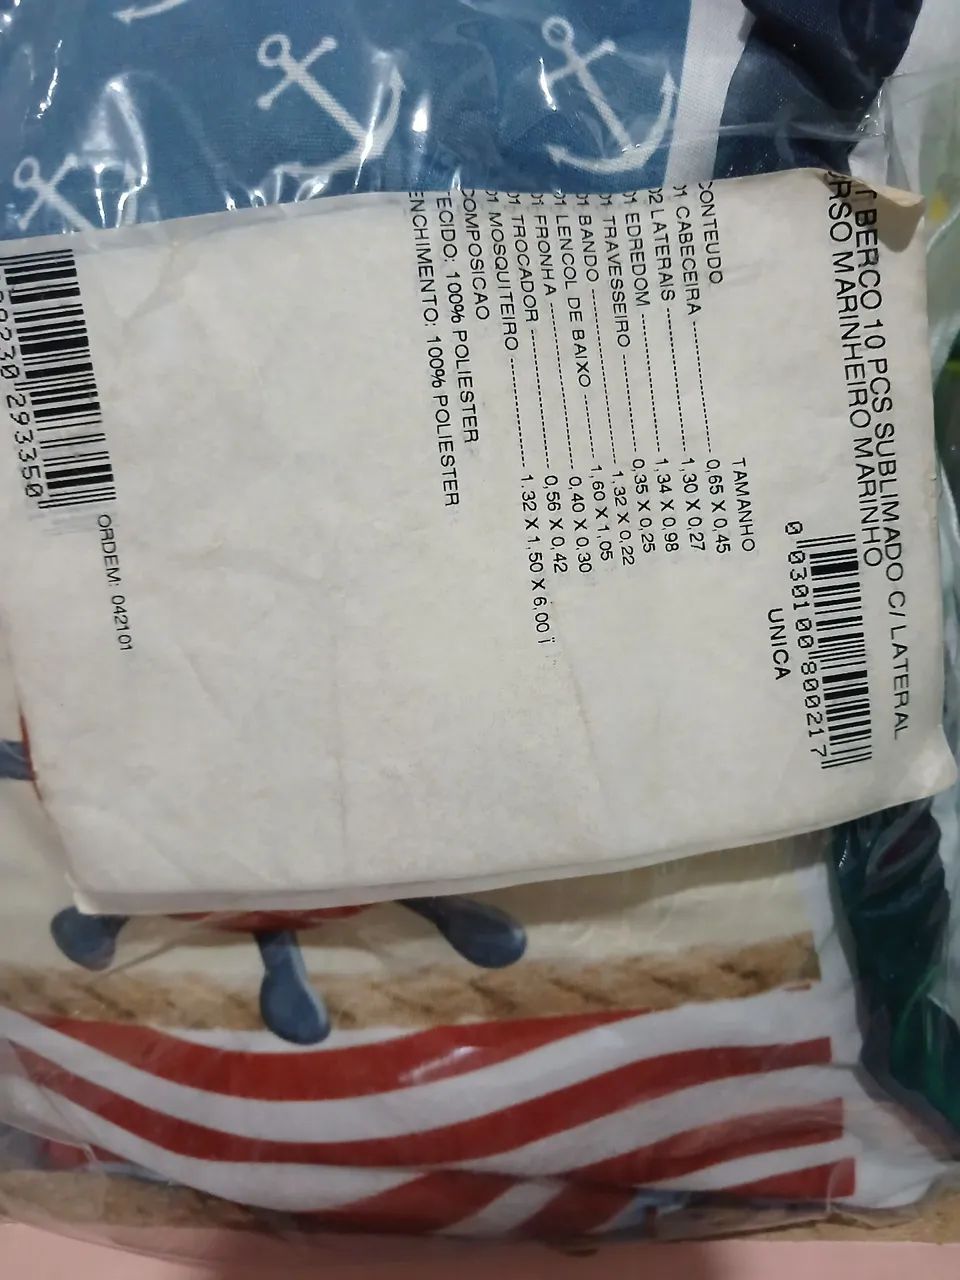 T BERCO 10 PCS SUBLIMADO C/ LATERAL
URSO MARINHEIRO MARINHO
0 030100 800217
UNICA
CONTEUDO TAMANHO
01 CABECEIRA ------------------ 0,65 X 0,45
02 LATERAIS ------------------ 1,30 X 0,27
01 EDREDOM ------------------ 1,34 X 0,98
01 TRAVESSEIRO ------------------ 0,35 X 0,25
01 BANDO ------------------ 1,32 X 0,22
01 LENCOL DE BAIXO ------------ 1,60 X 1,05
01 FRONHA ------------------ 0,40 X 0,30
01 TROCADOR ------------------ 0,56 X 0,42
01 MOSQUITEIRO ------------------ 1,32 X 1,50 X 6,00
COMPOSICAO
TECIDO: 100% POLIESTER
ENCHIMENTO: 100% POLIESTER
ORDEM: 042101
230 293350